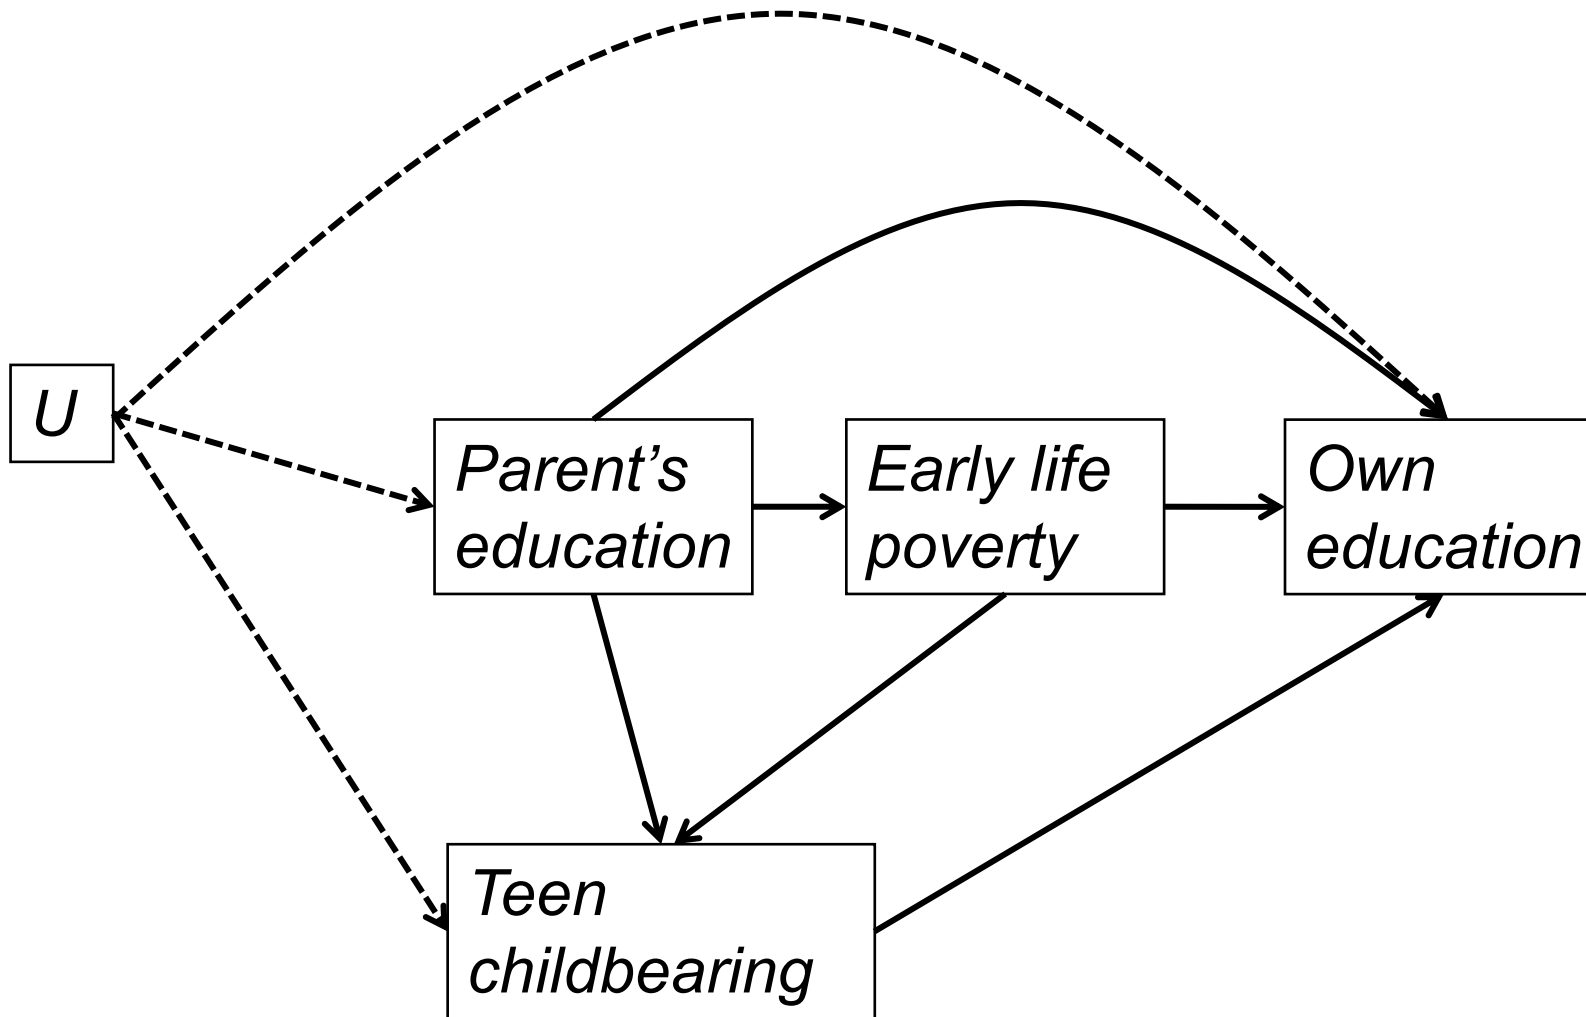 U
Parent’s
education
Early life
poverty
Own
education
Teen
childbearing